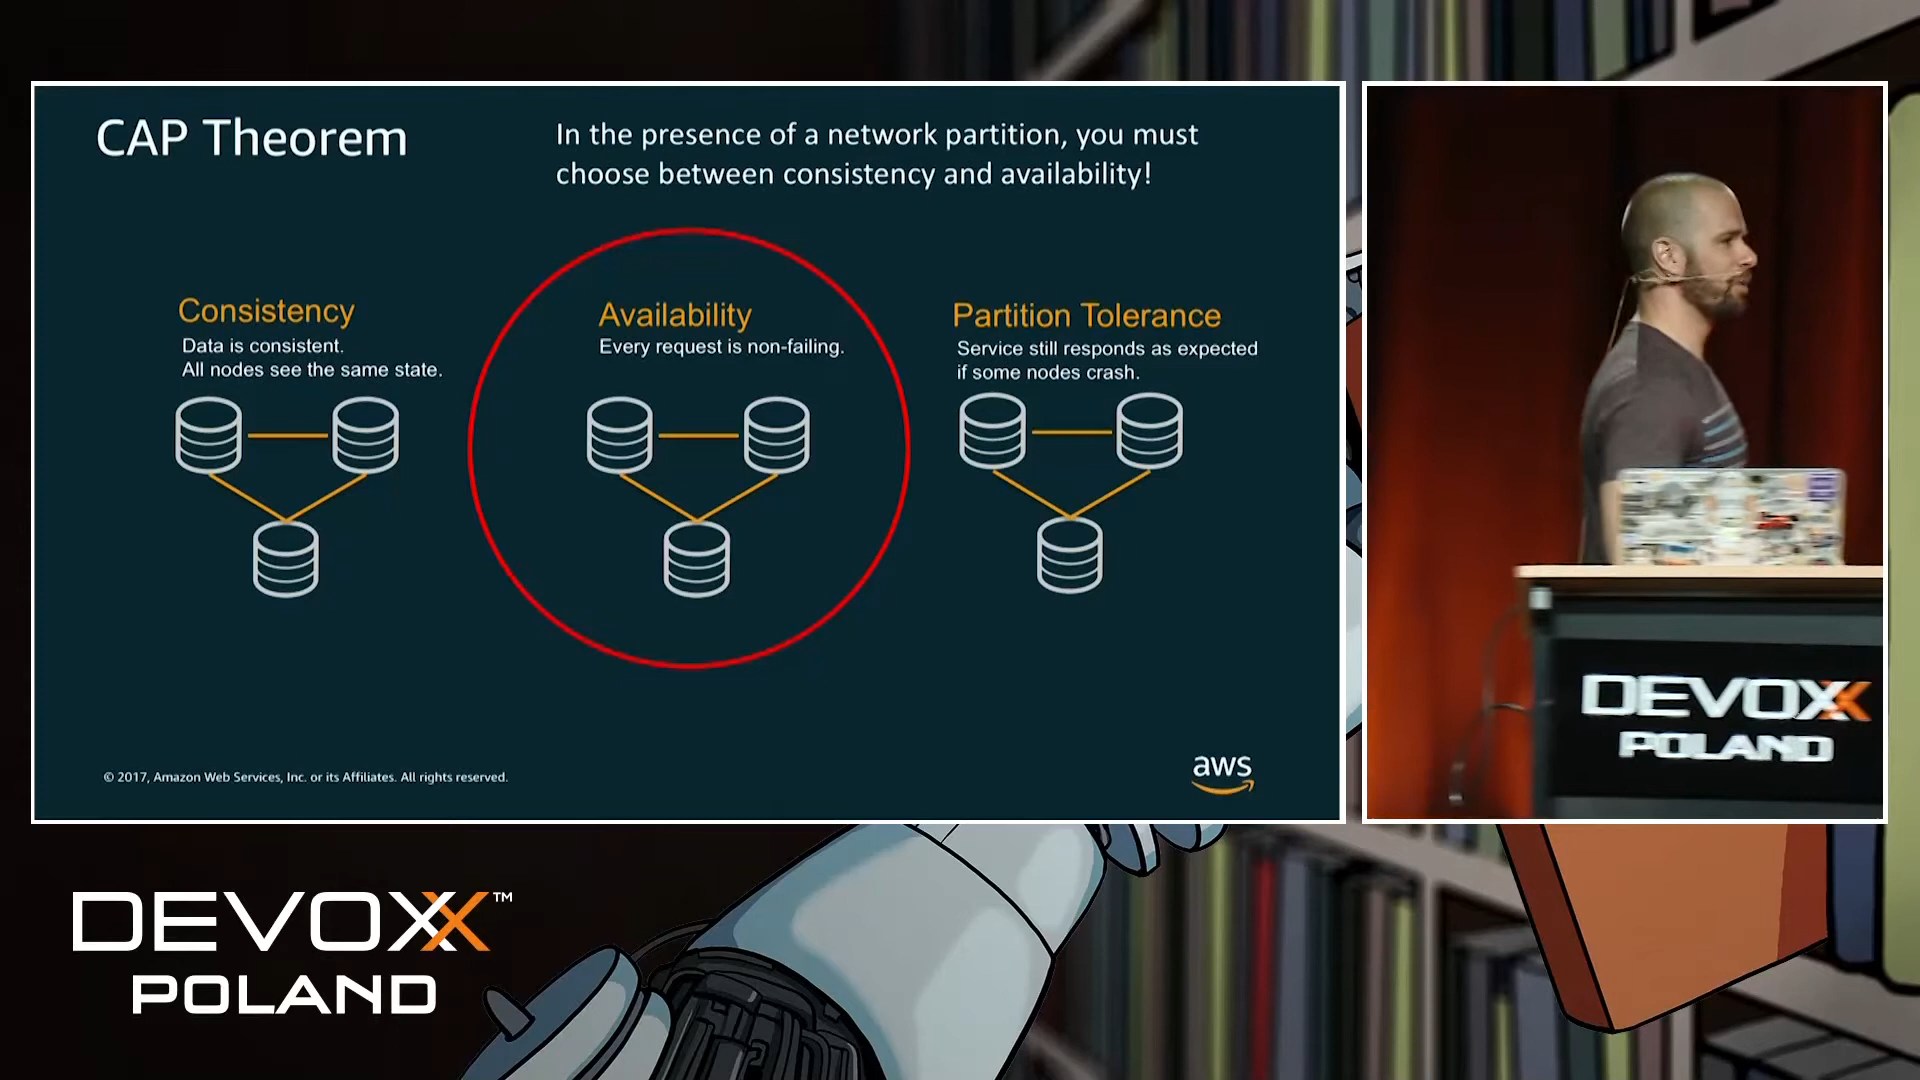 CAP Theorem
In the presence of a network partition, you must
choose between consistency and availability!
Consistency
Data is consistent.
All nodes see the same state.
Availability
Every request is non-failing.
Partition Tolerance
Service still responds as expected
if some nodes crash.
© 2017, Amazon Web Services, Inc. or its Affiliates. All rights reserved.
aws
DEVOXX
POLAND
DEVOXX™
POLAND